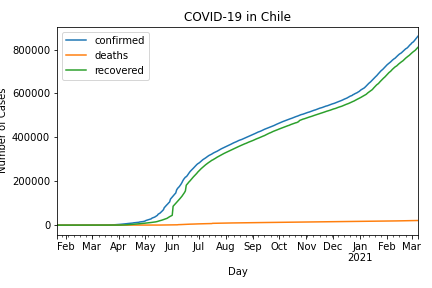 COVID-19 in Chile
confirmed
deaths
recovered
Number of Cases
800000
600000
400000
200000
0
Feb Mar Apr May Jun Jul Aug Sep Oct Nov Dec Jan Feb Mar
2021
Day